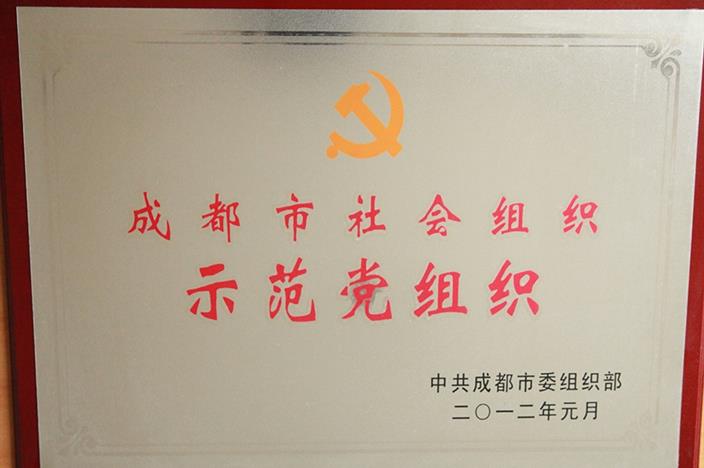 成都市社会组织
示范党组织
中共成都市委组织部
二〇一二年元月